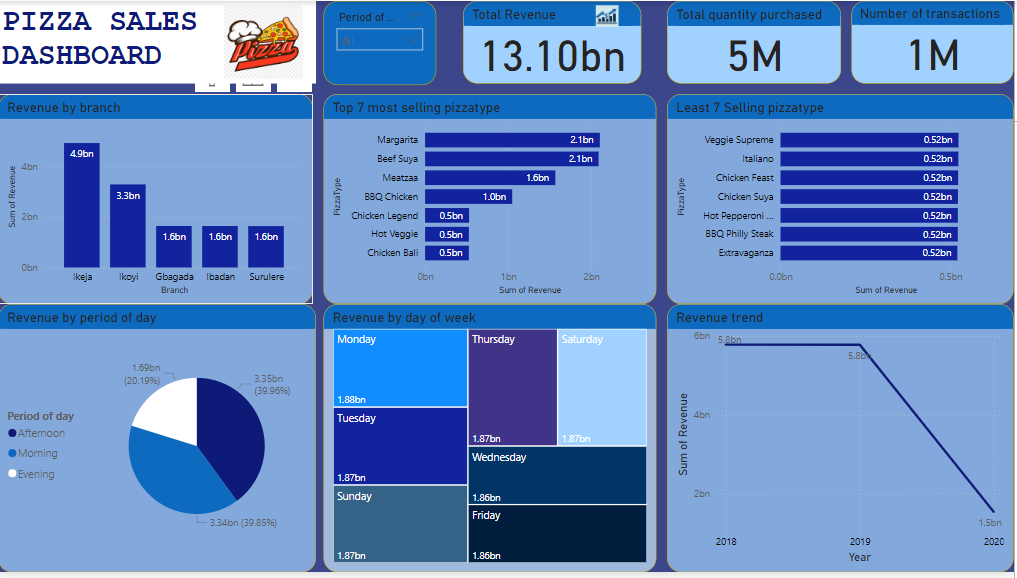 PIZZA SALES
DASHBOARD
Pizza
Period of ...
All
Total Revenue
13.10bn
Total quantity purchased
5M
Number of transactions
1M
Revenue by branch
Sum of Revenue
4bn
2bn
0bn
4.9bn
3.3bn
1.6bn
1.6bn
1.6bn
Ikeja
Ikoyi
Gbagada
Ibadan
Surulere
Branch
Top 7 most selling pizzatype
PizzaType
Margarita 2.1bn
Beef Suya 2.1bn
Meatzaa 1.6bn
BBQ Chicken 1.0bn
Chicken Legend 0.5bn
Hot Veggie 0.5bn
Chicken Bali 0.5bn
0bn 1bn 2bn
Sum of Revenue
Least 7 Selling pizzatype
PizzaType
Veggie Supreme 0.52bn
Italiano 0.52bn
Chicken Feast 0.52bn
Chicken Suya 0.52bn
Hot Pepperoni ... 0.52bn
BBQ Philly Steak 0.52bn
Extravaganza 0.52bn
0.0bn 0.5bn
Sum of Revenue
Revenue by period of day
Period of day
Afternoon
Morning
Evening
1.69bn
(20.19%)
3.35bn
(39.96%)
3.34bn (39.85%)
Revenue by day of week
Monday
1.88bn
Tuesday
1.87bn
Sunday
1.87bn
Thursday
1.87bn
Saturday
1.87bn
Wednesday
1.86bn
Friday
1.86bn
Revenue trend
Sum of Revenue
6bn
4bn
2bn
5.8bn
5.8bn
1.5bn
2018 2019 2020
Year